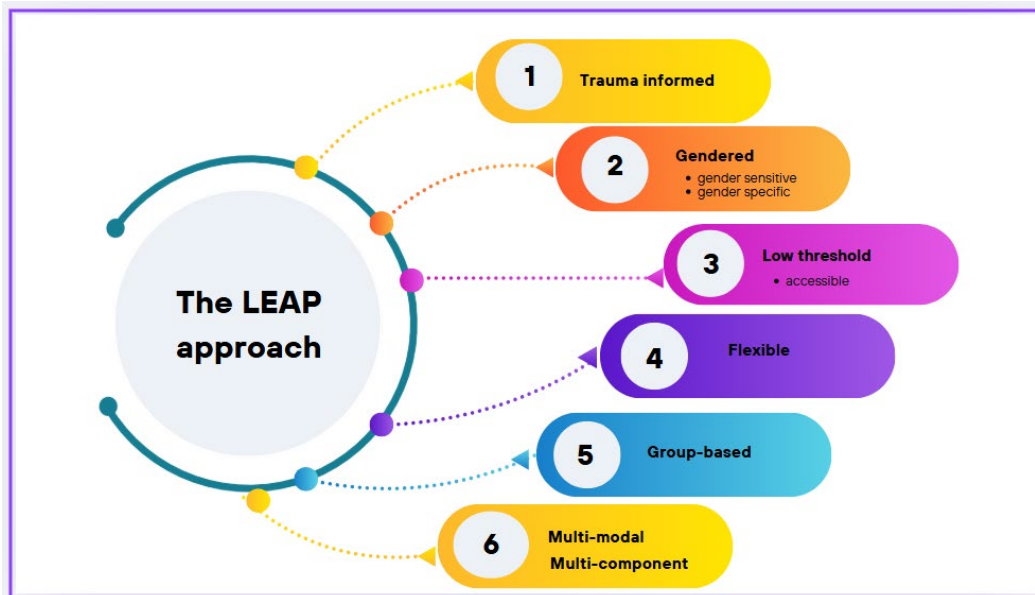 The LEAP
approach
1
Trauma informed
2
Gendered
• gender sensitive
• gender specific
3
Low threshold
• accessible
4
Flexible
5
Group-based
6
Multi-modal
Multi-component